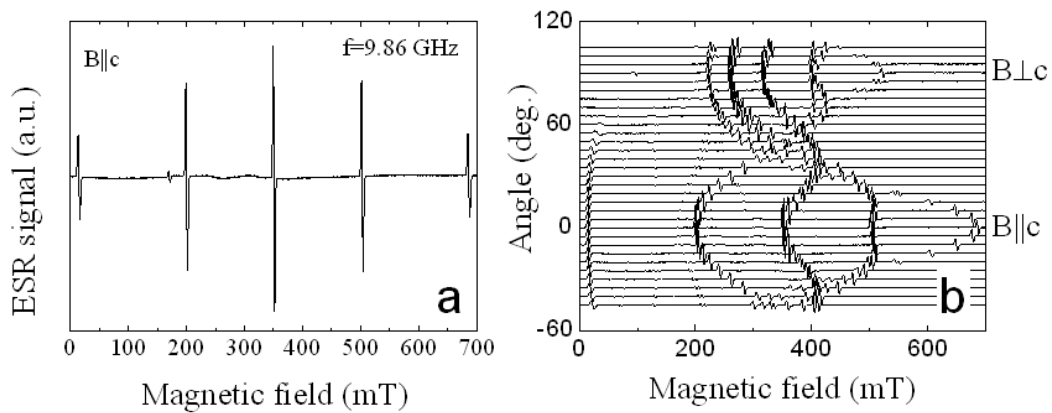 B∥c
f=9.86 GHz
ESR signal (a.u.)
a
0 100 200 300 400 500 600 700
Magnetic field (mT)
120
60
0
-60
Angle (deg.)
B⊥c
B∥c
b
0 200 400 600
Magnetic field (mT)